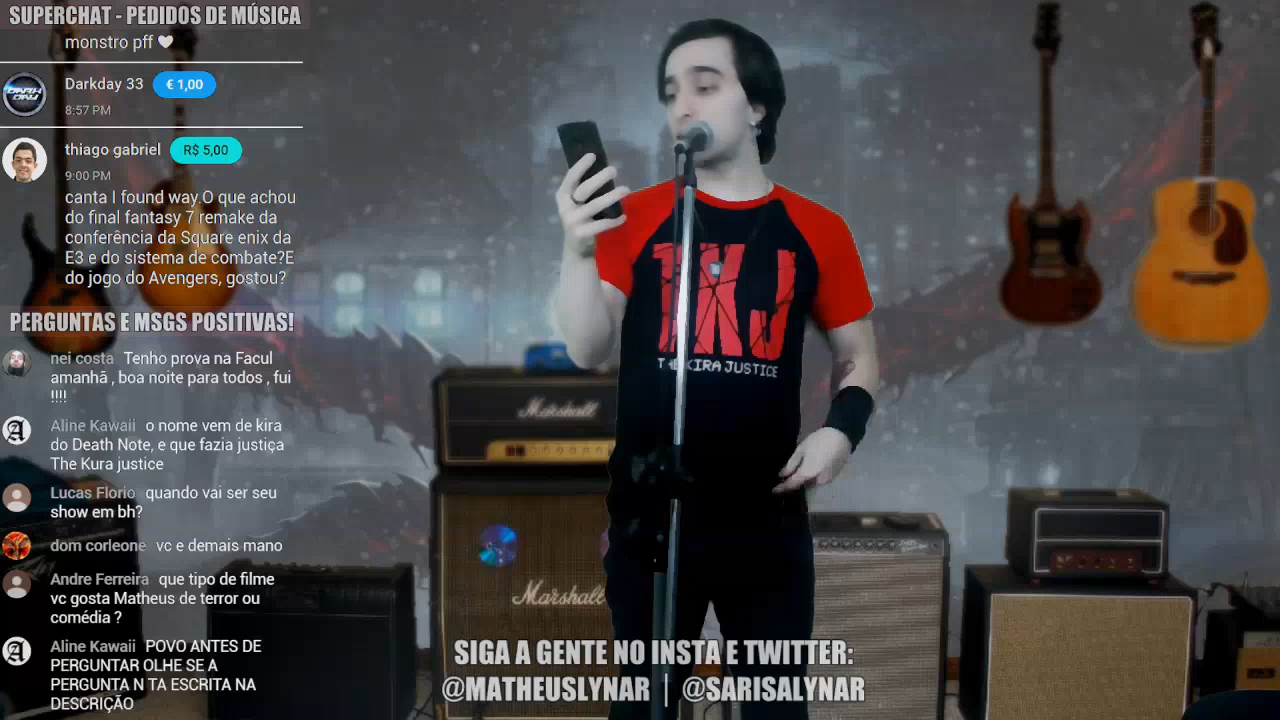 SUPERCHAT - PEDIDOS DE MÚSICA
monstro pff
Darkday 33 € 1,00
8:57 PM
thiago gabriel R$ 5,00
9:00 PM
canta I found way.O que achou
do final fantasy 7 remake da
conferência da Square enix da
E3 e do sistema de combate?E
do jogo do Avengers, gostou?
PERGUNTAS E MSGS POSITIVAS!
nei costa Tenho prova na Facul
amanhã , boa noite para todos , fui
!!!!
Aline Kawaii o nome vem de kira
do Death Note, e que fazia justiça
The Kura justice
Lucas Florio quando vai ser seu
show em bh?
dom corleone vc e demais mano
Andre Ferreira que tipo de filme
vc gosta Matheus de terror ou
comédia ?
Aline Kawaii POVO ANTES DE
PERGUNTAR OLHE SE A
PERGUNTA N TA ESCRITA NA
DESCRIÇÃO
TKJ
THE KIRA JUSTICE
Marshall
Marshall
SIGA A GENTE NO INSTA E TWITTER:
@MATHEUSLYNAR | @SARISALYNAR